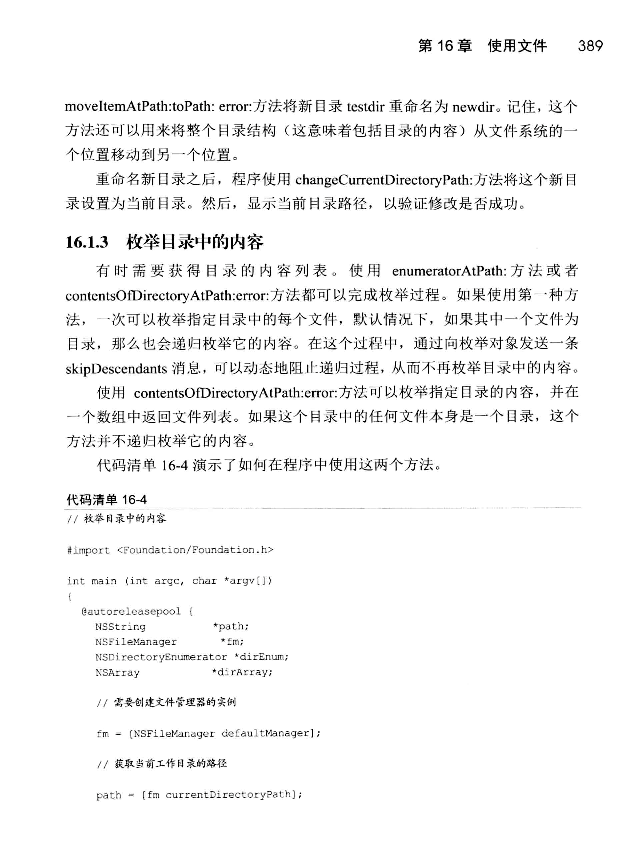 第 16 章 使用文件 389
moveItemAtPath:toPath: error:方法将新目录 testdir 重命名为 newdir。记住，这个
方法还可以用来将整个目录结构（这意味着包括目录的内容）从文件系统的一
个位置移动到另一个位置。
重命名新目录之后，程序使用 changeCurrentDirectoryPath:方法将这个新目
录设置为当前目录。然后，显示当前目录路径，以验证修改是否成功。
16.1.3 枚举目录中的内容
有时需要获得目录的内容列表。使用 enumeratorAtPath:方法或者
contentsOfDirectoryAtPath:error:方法都可以完成枚举过程。如果使用第一种方
法，一次可以枚举指定目录中的每个文件，默认情况下，如果其中一个文件为
目录，那么也会递归枚举它的内容。在这个过程中，通过向枚举对象发送一条
skipDescendants 消息，可以动态地阻止递归过程，从而不再枚举目录中的内容。
使用 contentsOfDirectoryAtPath:error:方法可以枚举指定目录的内容，并在
一个数组中返回文件列表。如果这个目录中的任何文件本身是一个目录，这个
方法并不递归枚举它的内容。
代码清单 16-4 演示了如何在程序中使用这两个方法。
代码清单 16-4
// 枚举目录中的内容
#import <Foundation/Foundation.h>
int main (int argc, char *argv[])
{
@autoreleasepool {
NSString *path;
NSFileManager *fm;
NSDirectoryEnumerator *dirEnum;
NSArray *dirArray;
// 需要创建文件管理器的实例
fm = [NSFileManager defaultManager];
// 获取当前工作目录的路径
path = [fm currentDirectoryPath];